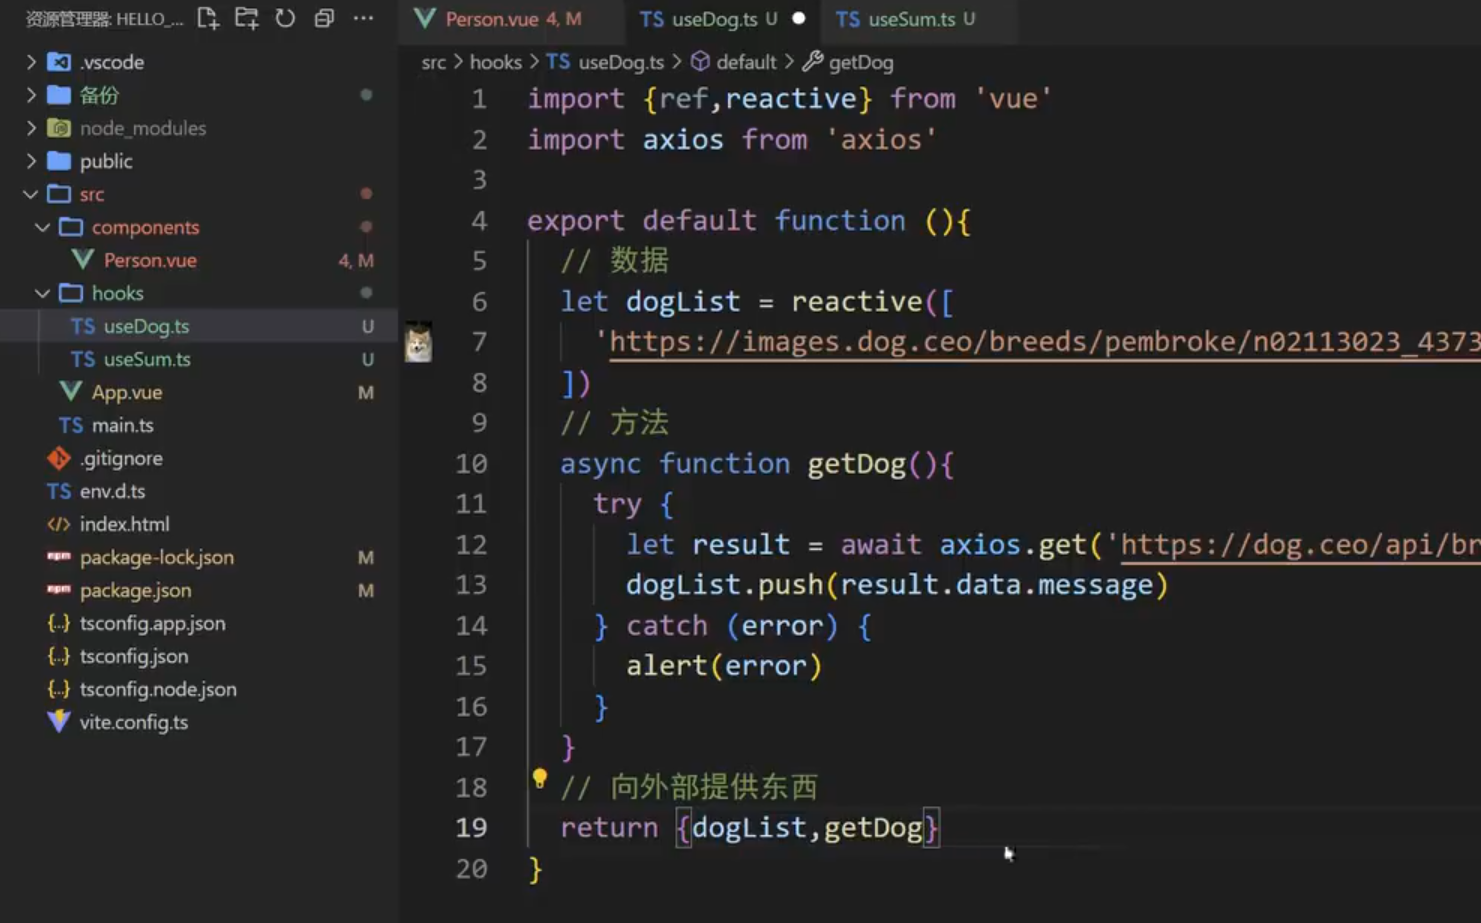 资源管理器: HELLO_...
.vscode
备份
node_modules
public
src
components
Person.vue 4, M
hooks
TS useDog.ts U
TS useSum.ts U
App.vue M
TS main.ts
.gitignore
TS env.d.ts
index.html
npm package-lock.json M
npm package.json M
{..} tsconfig.app.json
{..} tsconfig.json
{..} tsconfig.node.json
vite.config.ts
Person.vue 4, M TS useDog.ts U TS useSum.ts U
src > hooks > TS useDog.ts > default > getDog
1 import {ref,reactive} from 'vue'
2 import axios from 'axios'
3
4 export default function (){
5 // 数据
6 let dogList = reactive([
7 'https://images.dog.ceo/breeds/pembroke/n02113023_4373
8 ])
9 // 方法
10 async function getDog(){
11 try {
12 let result = await axios.get('https://dog.ceo/api/br
13 dogList.push(result.data.message)
14 } catch (error) {
15 alert(error)
16 }
17 }
18 // 向外部提供东西
19 return {dogList,getDog}
20 }